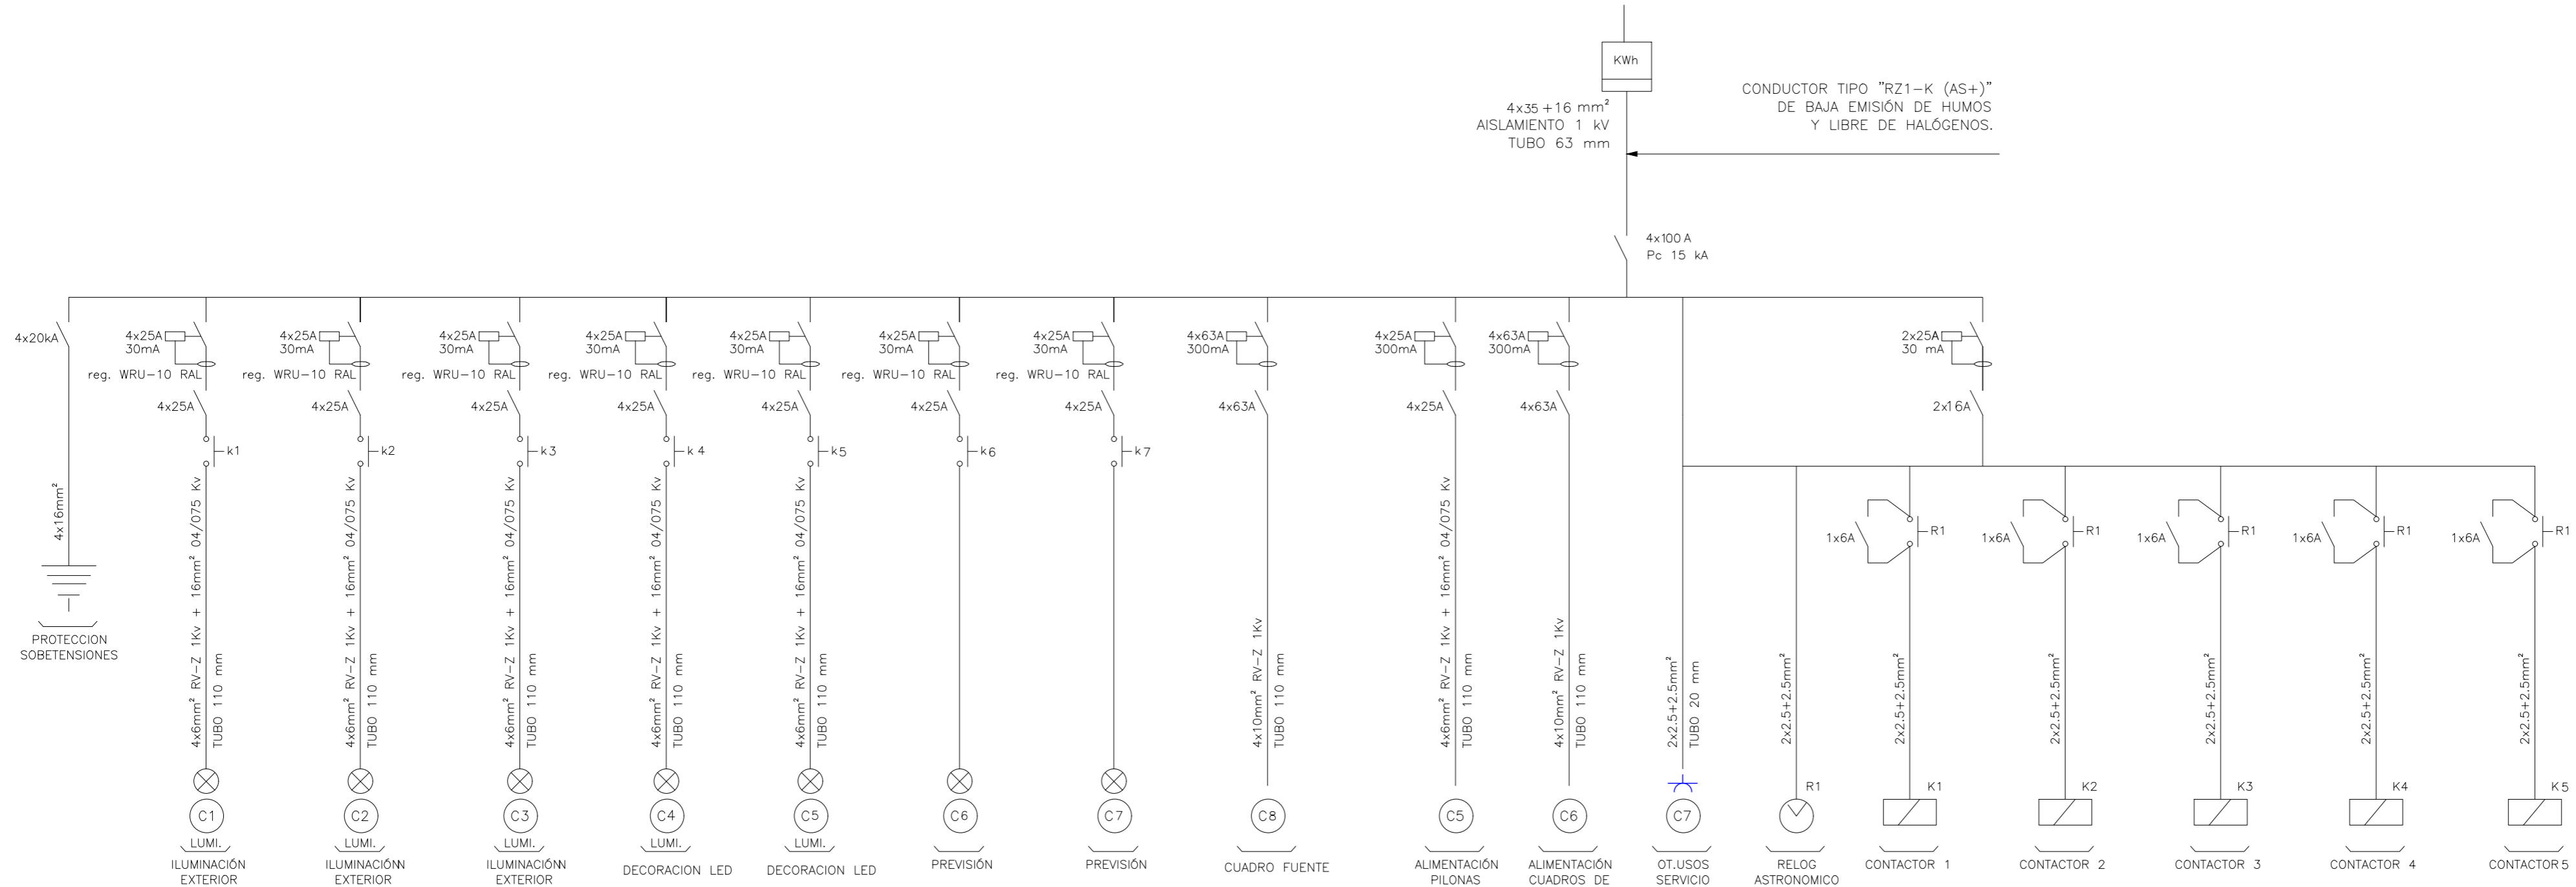 KWh
4x35+16 mm²
AISLAMIENTO 1 kV
TUBO 63 mm
CONDUCTOR TIPO "RZ1-K (AS+)"
DE BAJA EMISIÓN DE HUMOS
Y LIBRE DE HALÓGENOS.
4x100 A
Pc 15 kA
4x20kA
4x16mm²
PROTECCION
SOBETENSIONES
4x25A
30mA
reg. WRU-10 RAL
4x25A
k1
4x6mm² RV-Z 1Kv + 16mm² 04/075 Kv
TUBO 110 mm
C1
LUMI.
ILUMINACIÓN
EXTERIOR
4x25A
30mA
reg. WRU-10 RAL
4x25A
k2
4x6mm² RV-Z 1Kv + 16mm² 04/075 Kv
TUBO 110 mm
C2
LUMI.
ILUMINACIÓN
EXTERIOR
4x25A
30mA
reg. WRU-10 RAL
4x25A
k3
4x6mm² RV-Z 1Kv + 16mm² 04/075 Kv
TUBO 110 mm
C3
LUMI.
ILUMINACIÓN
EXTERIOR
4x25A
30mA
reg. WRU-10 RAL
4x25A
k4
4x6mm² RV-Z 1Kv + 16mm² 04/075 Kv
TUBO 110 mm
C4
LUMI.
DECORACION LED
4x25A
30mA
reg. WRU-10 RAL
4x25A
k5
4x6mm² RV-Z 1Kv + 16mm² 04/075 Kv
TUBO 110 mm
C5
LUMI.
DECORACION LED
4x25A
30mA
reg. WRU-10 RAL
4x25A
k6
C6
PREVISIÓN
4x25A
30mA
reg. WRU-10 RAL
4x25A
k7
C7
PREVISIÓN
4x63A
300mA
4x63A
4x10mm² RV-Z 1Kv
TUBO 110 mm
C8
CUADRO FUENTE
4x25A
300mA
4x25A
4x6mm² RV-Z 1Kv + 16mm² 04/075 Kv
TUBO 110 mm
C5
ALIMENTACIÓN
PILONAS
4x63A
300mA
4x63A
4x10mm² RV-Z 1Kv
TUBO 110 mm
C6
ALIMENTACIÓN
CUADROS DE
2x25A
30 mA
2x16A
2x2.5+2.5mm²
TUBO 20 mm
C7
OT.USOS
SERVICIO
2x2.5+2.5mm²
R1
RELOG
ASTRONOMICO
1x6A
R1
2x2.5+2.5mm²
K1
CONTACTOR 1
1x6A
R1
2x2.5+2.5mm²
K2
CONTACTOR 2
1x6A
R1
2x2.5+2.5mm²
K3
CONTACTOR 3
1x6A
R1
2x2.5+2.5mm²
K4
CONTACTOR 4
1x6A
R1
2x2.5+2.5mm²
K5
CONTACTOR 5